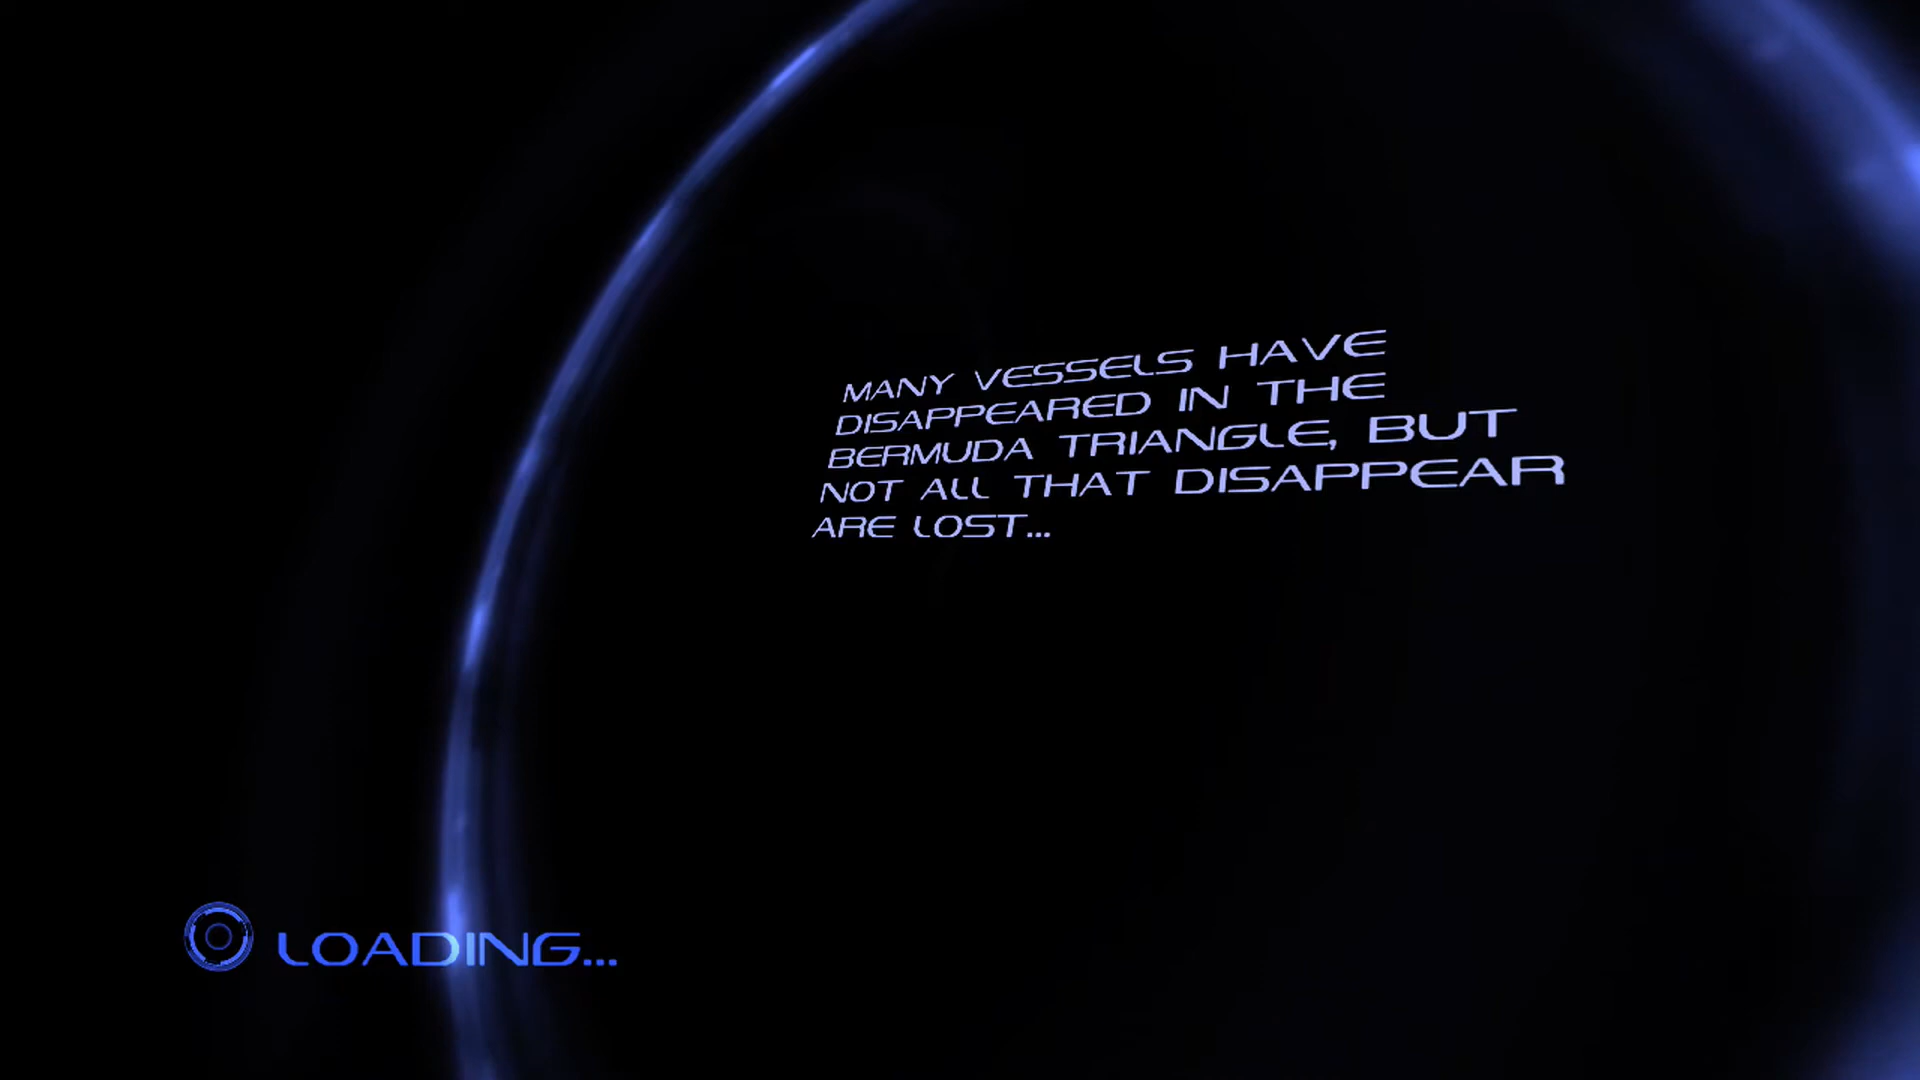 MANY VESSELS HAVE
DISAPPEARED IN THE
BERMUDA TRIANGLE, BUT
NOT ALL THAT DISAPPEAR
ARE LOST...
LOADING...